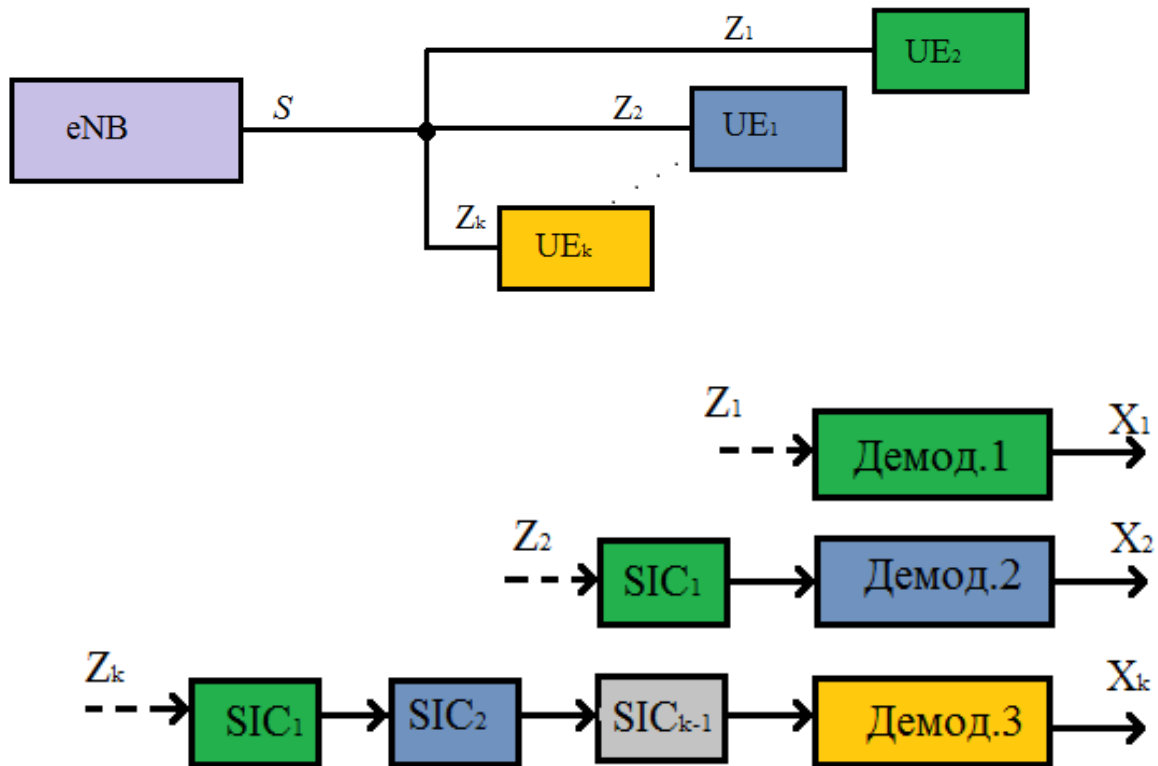 Z₁
UE₂
eNB
S
Z₂
UE₁
Zₖ
UEₖ
Z₁
Демод.1
X₁
Z₂
SIC₁
Демод.2
X₂
Zₖ
SIC₁
SIC₂
SICₖ₋₁
Демод.3
Xₖ